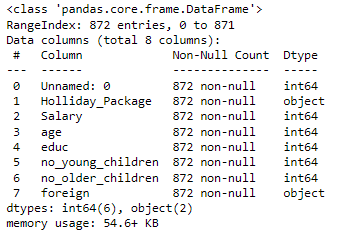 <class 'pandas.core.frame.DataFrame'>
RangeIndex: 872 entries, 0 to 871
Data columns (total 8 columns):
 #   Column             Non-Null Count  Dtype
---  ------             --------------  -----
 0   Unnamed: 0         872 non-null    int64
 1   Holliday_Package   872 non-null    object
 2   Salary             872 non-null    int64
 3   age                872 non-null    int64
 4   educ               872 non-null    int64
 5   no_young_children  872 non-null    int64
 6   no_older_children  872 non-null    int64
 7   foreign            872 non-null    object
dtypes: int64(6), object(2)
memory usage: 54.6+ KB